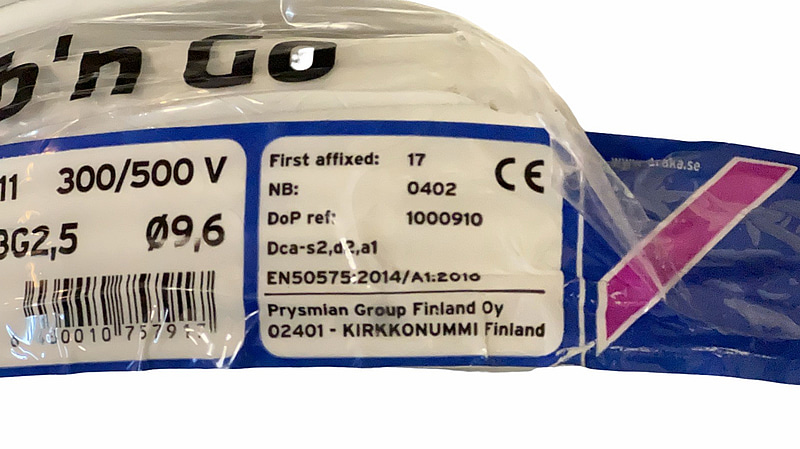 'n Go
11 300/500 V
3G2,5 Ø9,6
First affixed: 17
CE
NB: 0402
DoP ref: 1000910
Dca-s2,d2,a1
EN50575:2014/A1:2016
Prysmian Group Finland Oy
02401 - KIRKKONUMMI Finland
www.draka.se